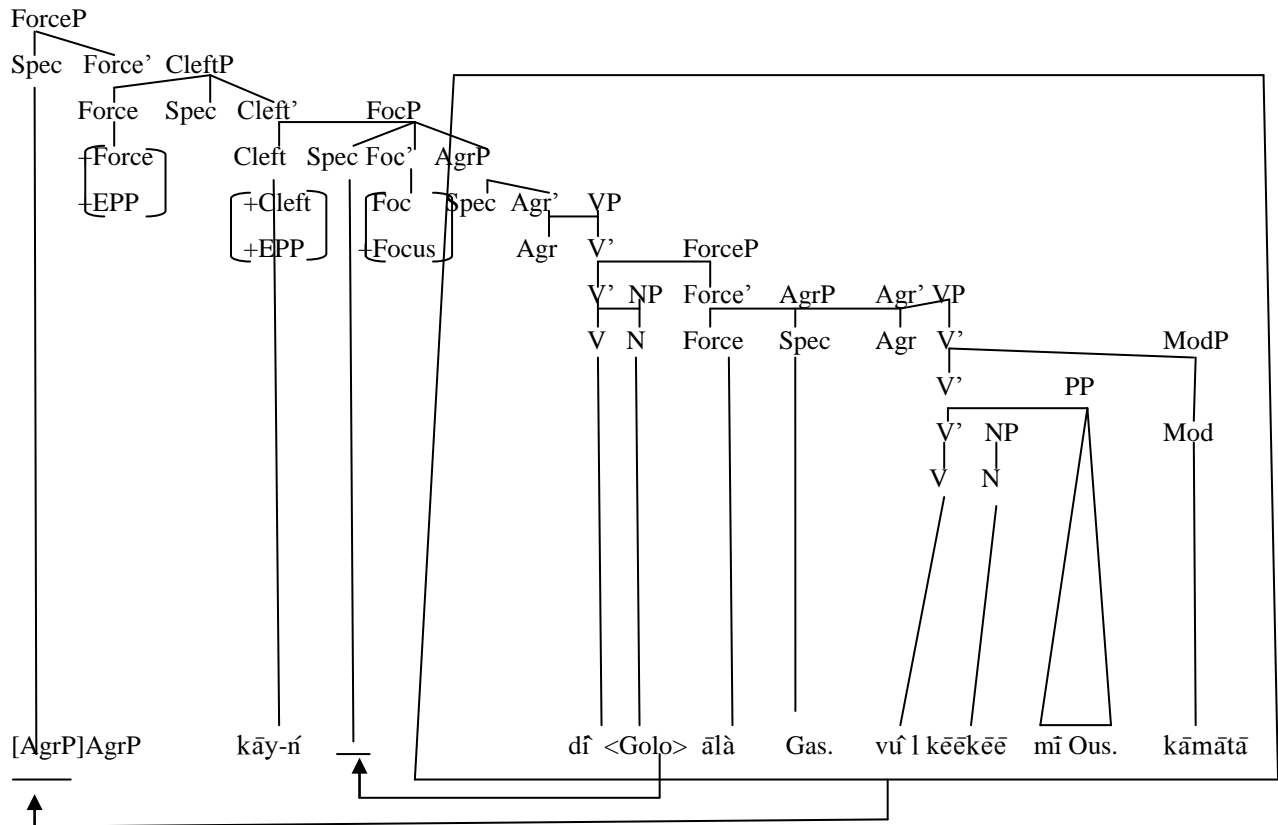 ForceP
Spec Force’ CleftP
Force Spec Cleft’ FocP
+Force Cleft Spec Foc’ AgrP
+EPP +Cleft Foc Spec Agr’ VP
+EPP +Focus Agr V’ ForceP
V’ NP Force’ AgrP Agr’ VP
V N Force Spec Agr V’ ModP
V’ PP
V’ NP Mod
V N
[AgrP]AgrP kāy-ń dî <Golo> ālà Gas. vû l kēēkēē mî Ous. kāmātā